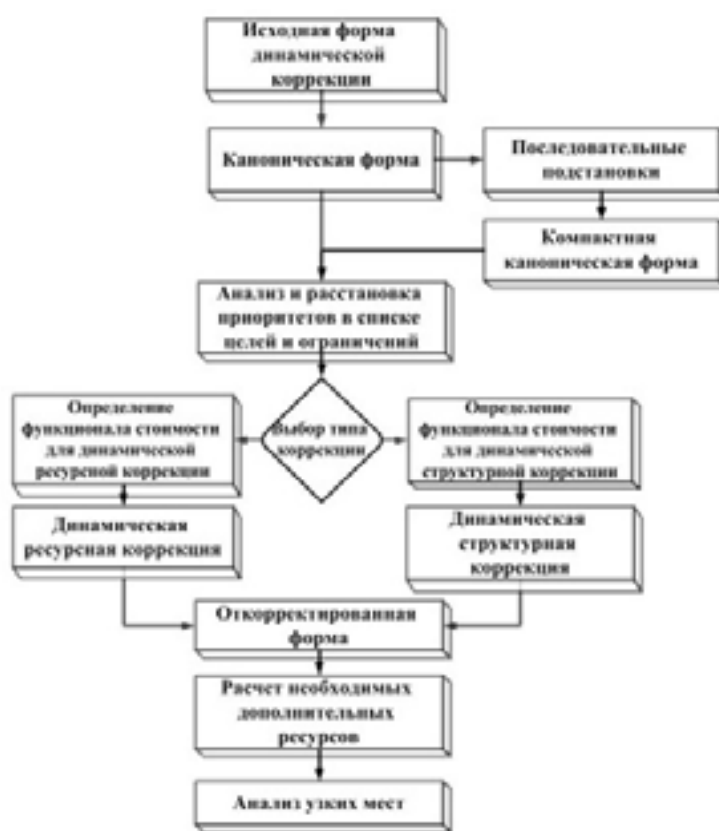 Исходная форма
динамической
коррекции
Каноническая форма
Последовательные
подстановки
Компактная
каноническая форма
Анализ и расстановка
приоритетов в списке
целей и ограничений
Выбор типа
коррекции
Определение
функционала стоимости
для динамической
ресурсной коррекции
Определение
функционала стоимости
для динамической
структурной коррекции
Динамическая
ресурсная коррекция
Динамическая
структурная
коррекция
Откорректированная
форма
Расчет необходимых
дополнительных
ресурсов
Анализ узких мест